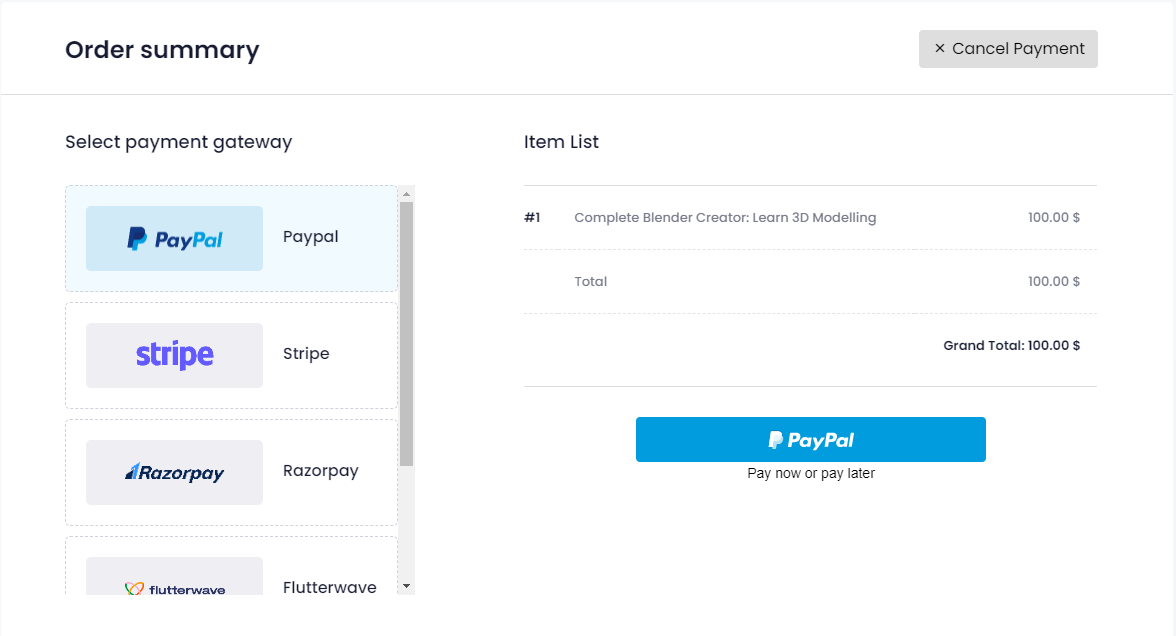 Order summary
× Cancel Payment
Select payment gateway
PayPal Paypal
stripe Stripe
Razorpay Razorpay
flutterwave Flutterwave
Item List
#1 Complete Blender Creator: Learn 3D Modelling 100.00 $
Total 100.00 $
Grand Total: 100.00 $
PayPal
Pay now or pay later